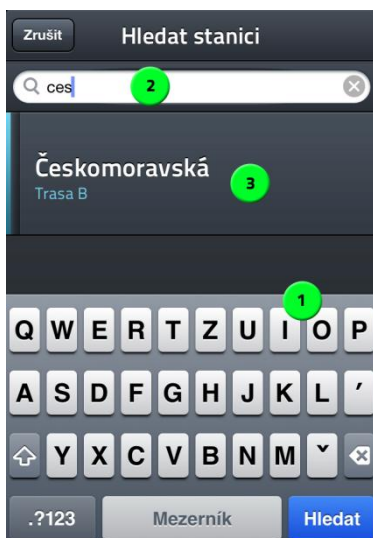 Zrušit Hledat stanici
ces 2
Českomoravská
Trasa B
3
1
Q W E R T Z U I O P
A S D F G H J K L ʼ
Y X C V B N M ˇ
.?123 Mezerník Hledat